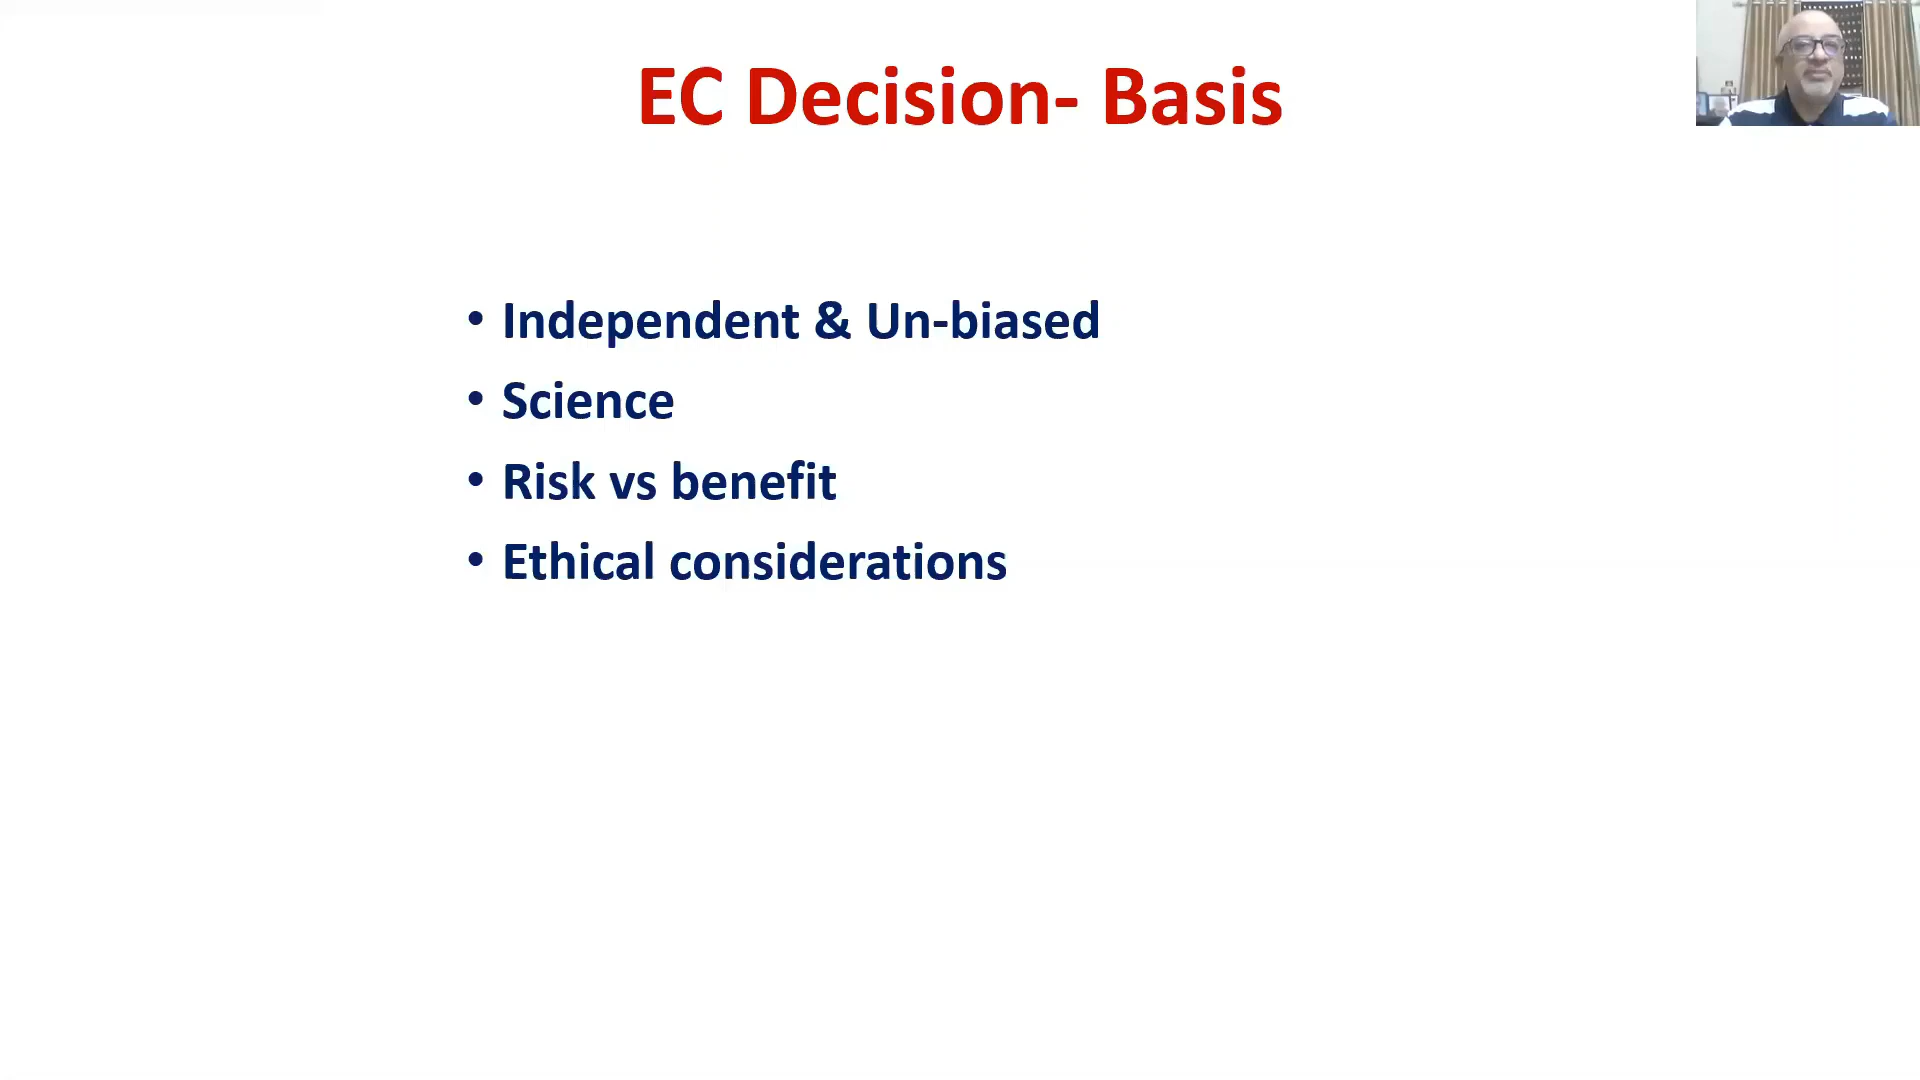 EC Decision- Basis
• Independent & Un-biased
• Science
• Risk vs benefit
• Ethical considerations